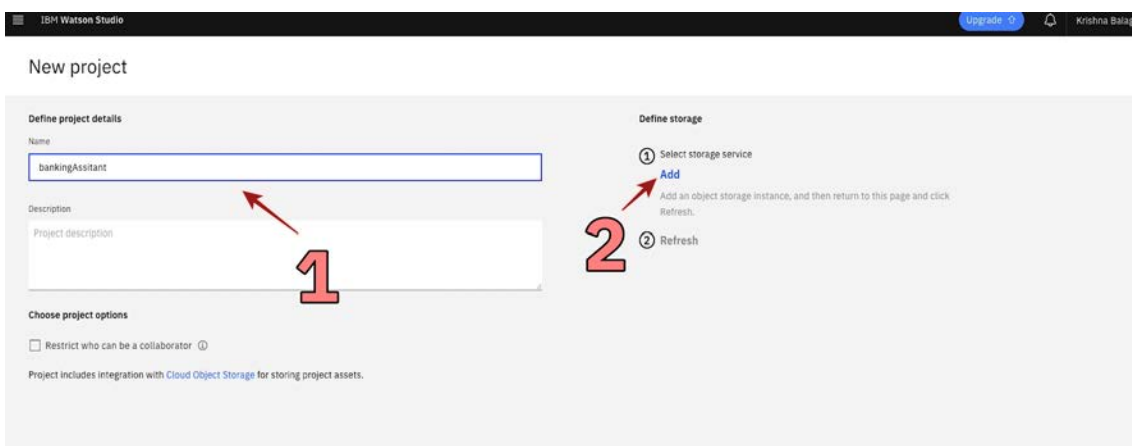 IBM Watson Studio
Upgrade
Krishna Balag
New project
Define project details
Name
bankingAssitant
Description
Project description
1
Choose project options
Restrict who can be a collaborator
Project includes integration with Cloud Object Storage for storing project assets.
Define storage
1 Select storage service
Add
Add an object storage instance, and then return to this page and click
Refresh.
2
2 Refresh